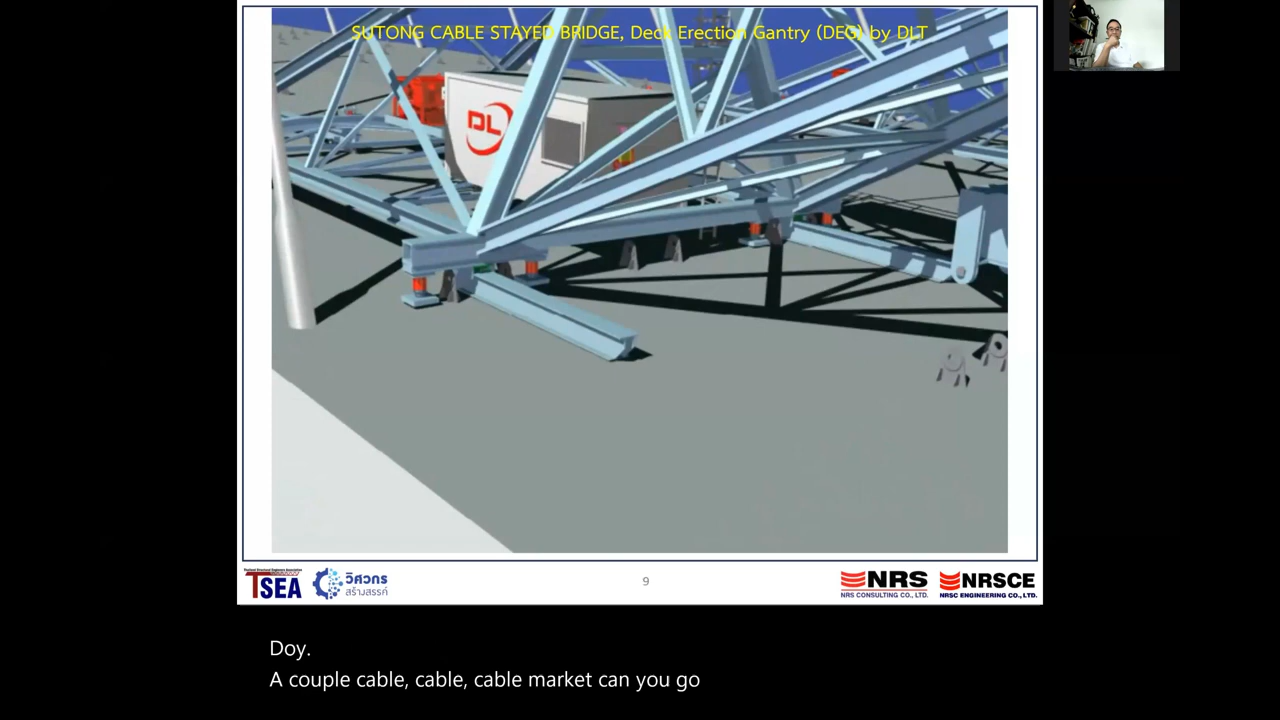 SUTONG CABLE STAYED BRIDGE, Deck Erection Gantry (DEG) by DLT
DL
TSEA
วิศวกร
สร้างสรรค์
9
NRS
NRS CONSULTING CO., LTD.
NRSCE
NRSC ENGINEERING CO., LTD.
Doy.
A couple cable, cable, cable market can you go